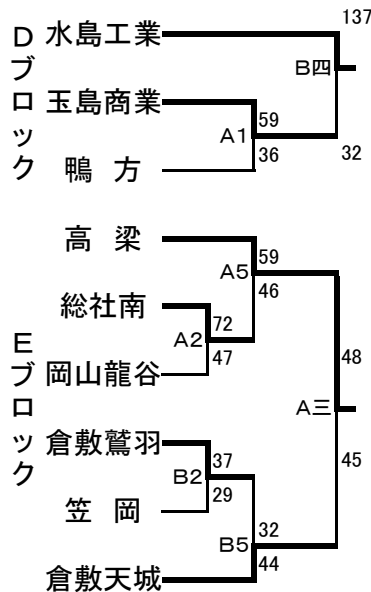 Dブロック
水島工業
137
B四
32
玉島商業
59
A1
36
鴨方
Eブロック
高梁
59
A5
46
総社南
72
A2
47
岡山龍谷
48
A三
45
倉敷鷲羽
37
B2
29
笠岡
32
B5
44
倉敷天城